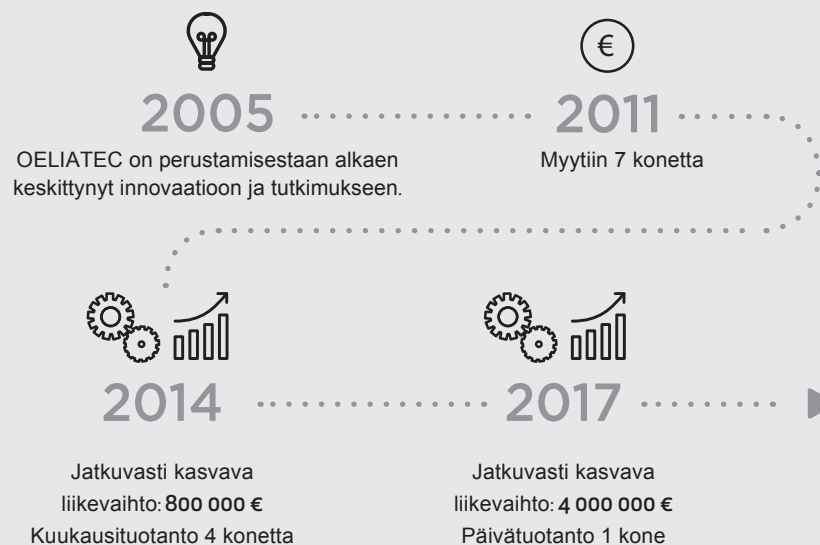 €
2005
OELIATEC on perustamisestaan alkaen
keskittynyt innovaatioon ja tutkimukseen.
2011
Myytiin 7 konetta
2014
Jatkuvasti kasvava
liikevaihto: 800 000 €
Kuukausituotanto 4 konetta
2017
Jatkuvasti kasvava
liikevaihto: 4 000 000 €
Päivätuotanto 1 kone